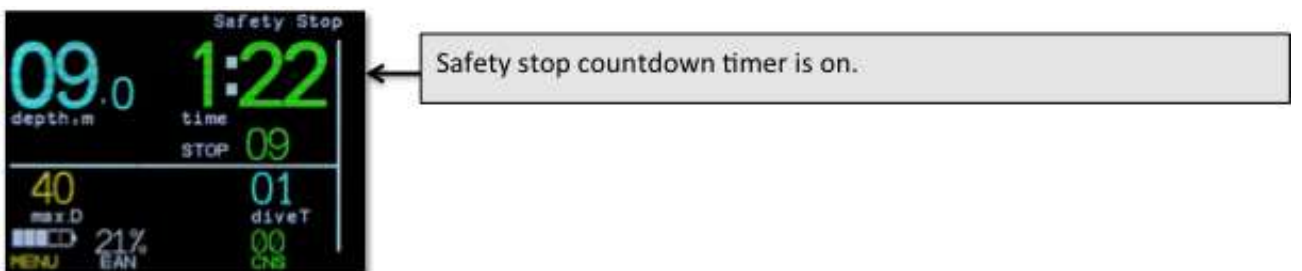 Safety Stop
09.0 1:22
depth.m time
STOP 09
40 01
max.D diveT
21% 00
MENU EAN CNS
Safety stop countdown timer is on.